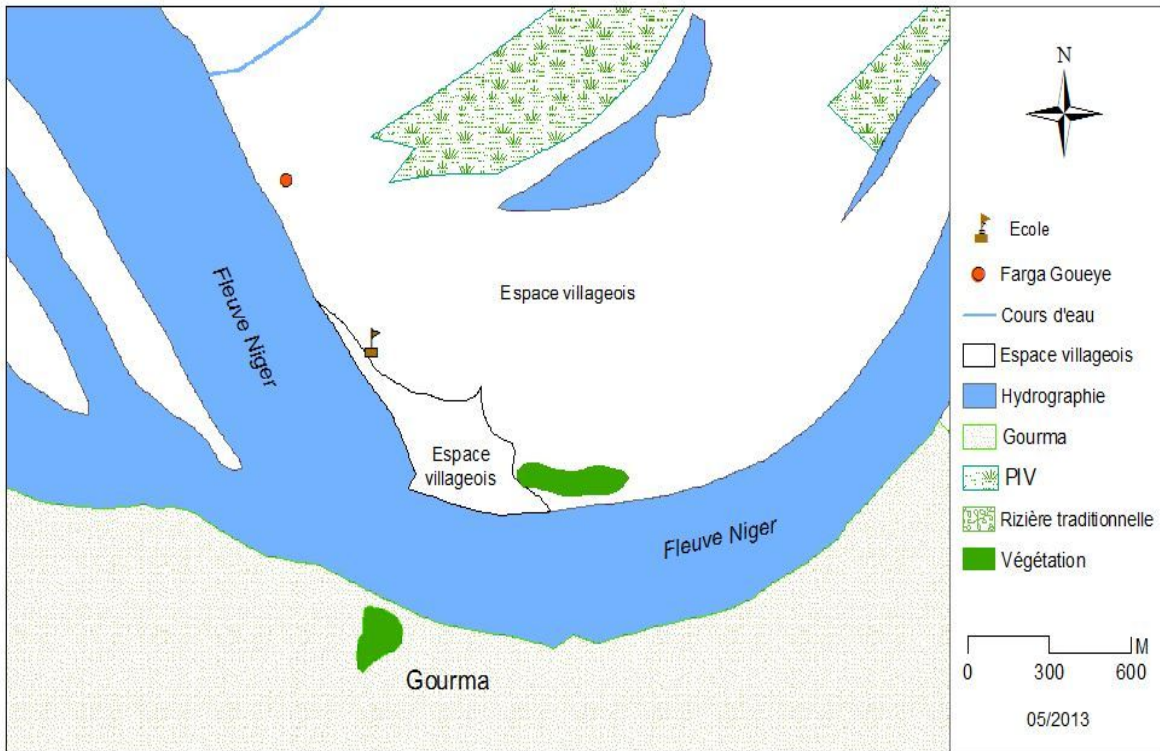 N
Fleuve Niger
Espace villageois
Espace
villageois
Fleuve Niger
Gourma
Ecole
Farga Goueye
Cours d'eau
Espace villageois
Hydrographie
Gourma
PIV
Rizière traditionnelle
Végétation
M
0 300 600
05/2013